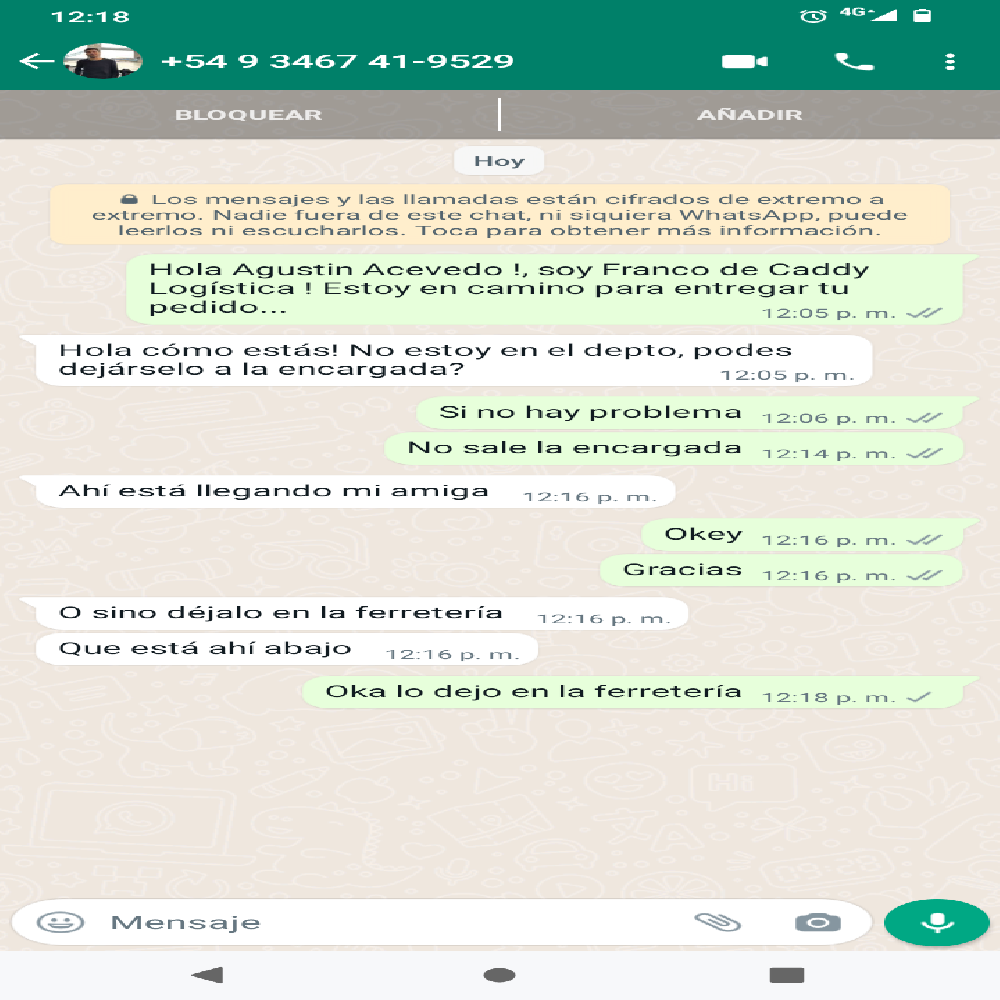 12:18
4G+
+54 9 3467 41-9529
BLOQUEAR
AÑADIR
Hoy
Los mensajes y las llamadas están cifrados de extremo a
extremo. Nadie fuera de este chat, ni siquiera WhatsApp, puede
leerlos ni escucharlos. Toca para obtener más información.
Hola Agustin Acevedo !, soy Franco de Caddy
Logística ! Estoy en camino para entregar tu
pedido...
12:05 p. m.
Hola cómo estás! No estoy en el depto, podes
dejárselo a la encargada?
12:05 p. m.
Si no hay problema 12:06 p. m.
No sale la encargada 12:14 p. m.
Ahí está llegando mi amiga 12:16 p. m.
Okey 12:16 p. m.
Gracias 12:16 p. m.
O sino déjalo en la ferretería 12:16 p. m.
Que está ahí abajo 12:16 p. m.
Oka lo dejo en la ferretería 12:18 p. m.
Mensaje